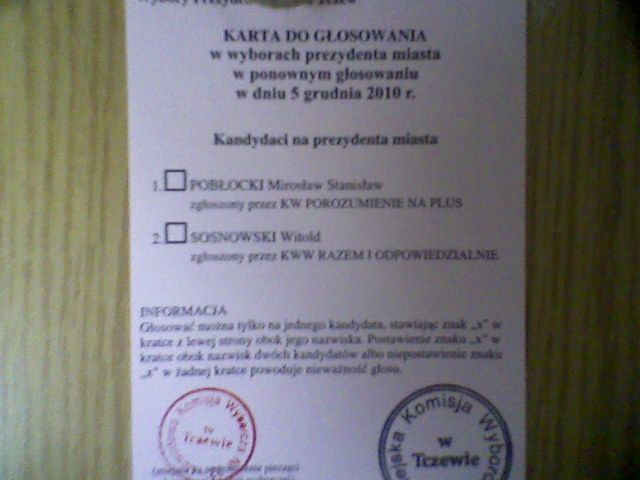 KARTA DO GŁOSOWANIA
w wyborach prezydenta miasta
w ponownym głosowaniu
w dniu 5 grudnia 2010 r.
Kandydaci na prezydenta miasta
1. POBŁOCKI Mirosław Stanisław
zgłoszony przez KW POROZUMIENIE NA PLUS
2. SOSNOWSKI Witold
zgłoszony przez KWW RAZEM I ODPOWIEDZIALNIE
INFORMACJA
Głosować można tylko na jednego kandydata, stawiając znak „x" w
kratce z lewej strony obok jego nazwiska. Postawienie znaku „x" w
kratce obok nazwisk dwóch kandydatów albo niepostawienie znaku
„x" w żadnej kratce powoduje nieważność głosu.
Komisja Wyborcza
w
Tczewie
Komisja Wyborc
w
Tczewie